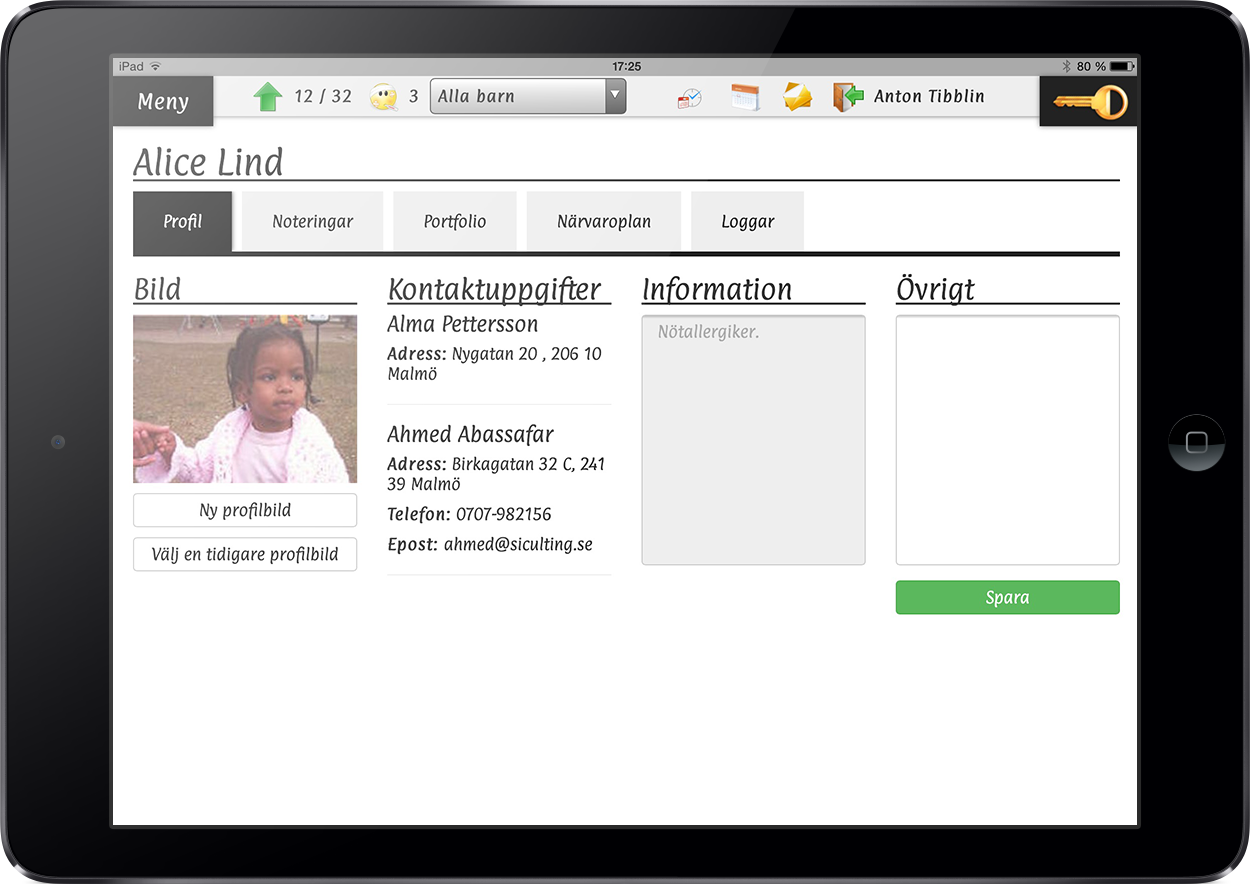 iPad 17:25 80 %
Meny 12 / 32 3 Alla barn Anton Tibblin
Alice Lind
Profil Noteringar Portfolio Närvaroplan Loggar
Bild
Ny profilbild
Välj en tidigare profilbild
Kontaktuppgifter
Alma Pettersson
Adress: Nygatan 20 , 206 10
Malmö
Ahmed Abassafar
Adress: Birkagatan 32 C, 241
39 Malmö
Telefon: 0707-982156
Epost: ahmed@siculting.se
Information
Nötallergiker.
Övrigt
Spara